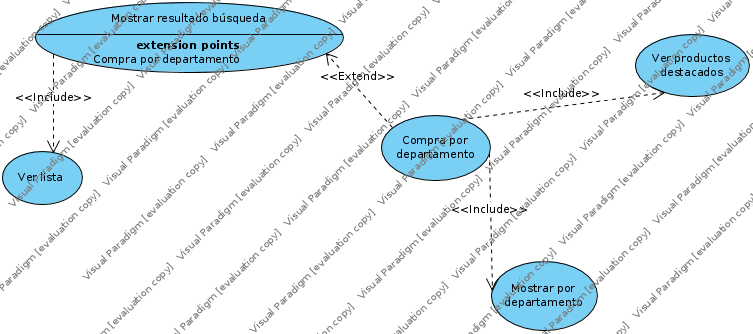 Mostrar resultado búsqueda
extension points
Compra por departamento
<<Include>>
Ver lista
<<Extend>>
Compra por
departamento
<<Include>>
Ver productos
destacados
<<Include>>
Mostrar por
departamento
Visual Paradigm [evaluation copy]